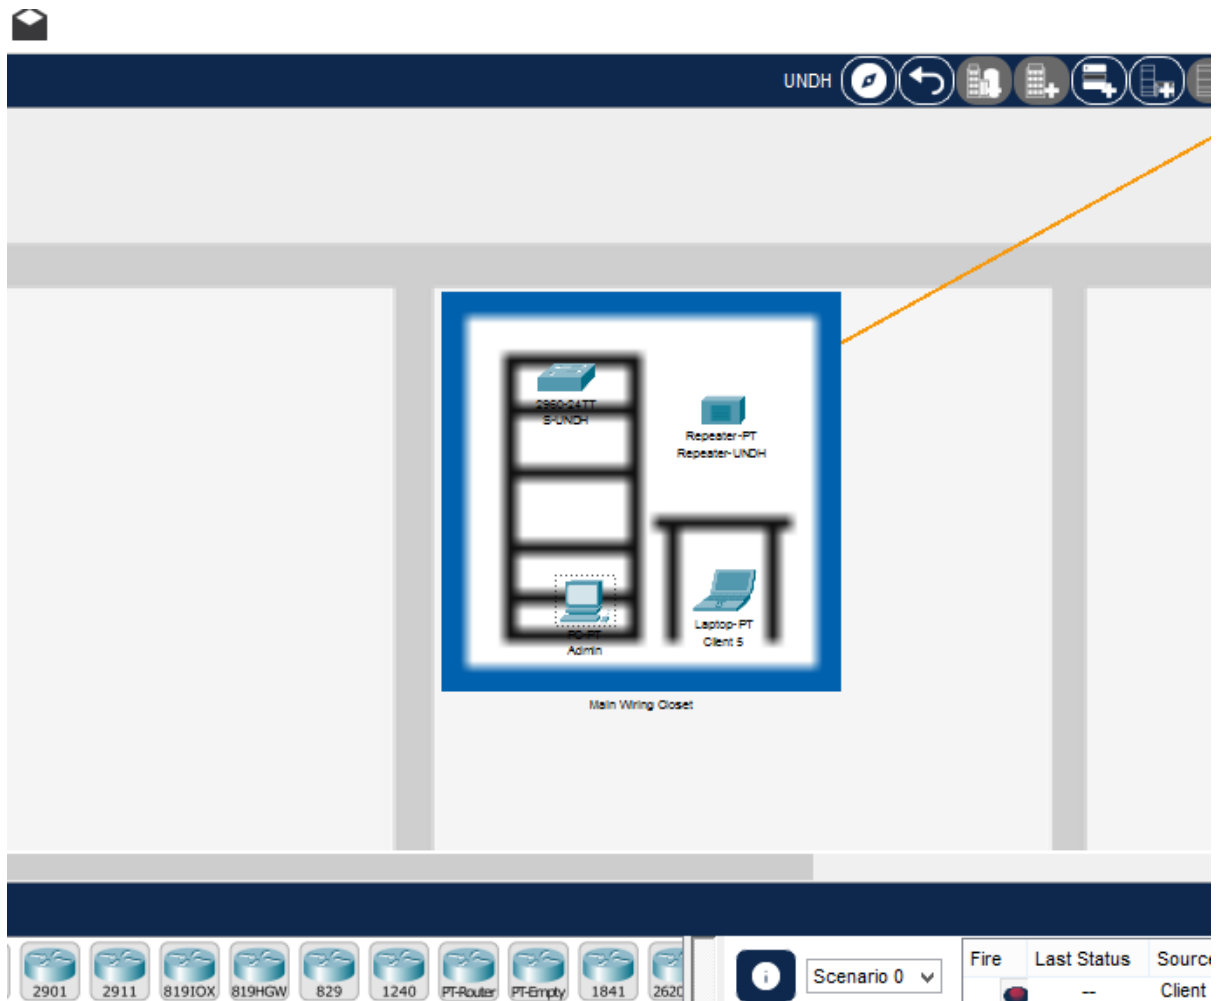 UNDH
2960-24TT
S-UNDH
Repeater-PT
Repeater-UNDH
PC-PT
Admin
Laptop-PT
Client 5
Main Wiring Closet
2901
2911
819IOX
819HGW
829
1240
PT-Router
PT-Empty
1841
2620
Scenario 0
Fire Last Status Source
-- Client